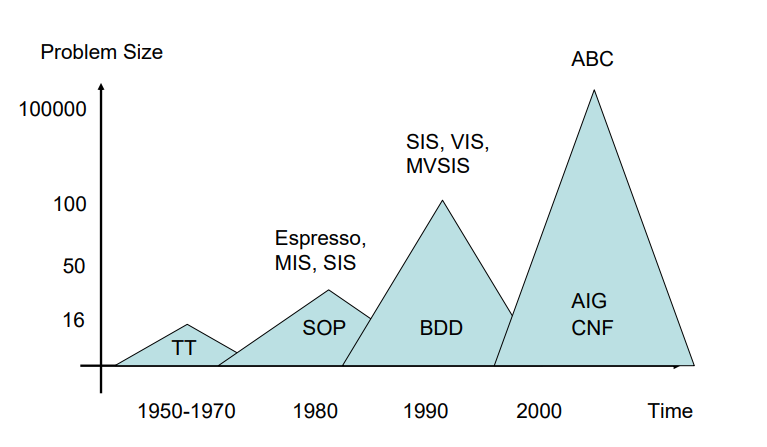 Problem Size
ABC
100000
SIS, VIS,
MVSIS
100
Espresso,
MIS, SIS
50
16
TT
SOP
BDD
AIG
CNF
1950-1970
1980
1990
2000
Time